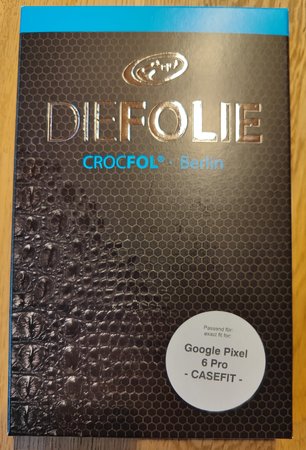 DIEFOLIE
CROCFOL® · Berlin
Passend für:
exact fit for:
Google Pixel
6 Pro
- CASEFIT -